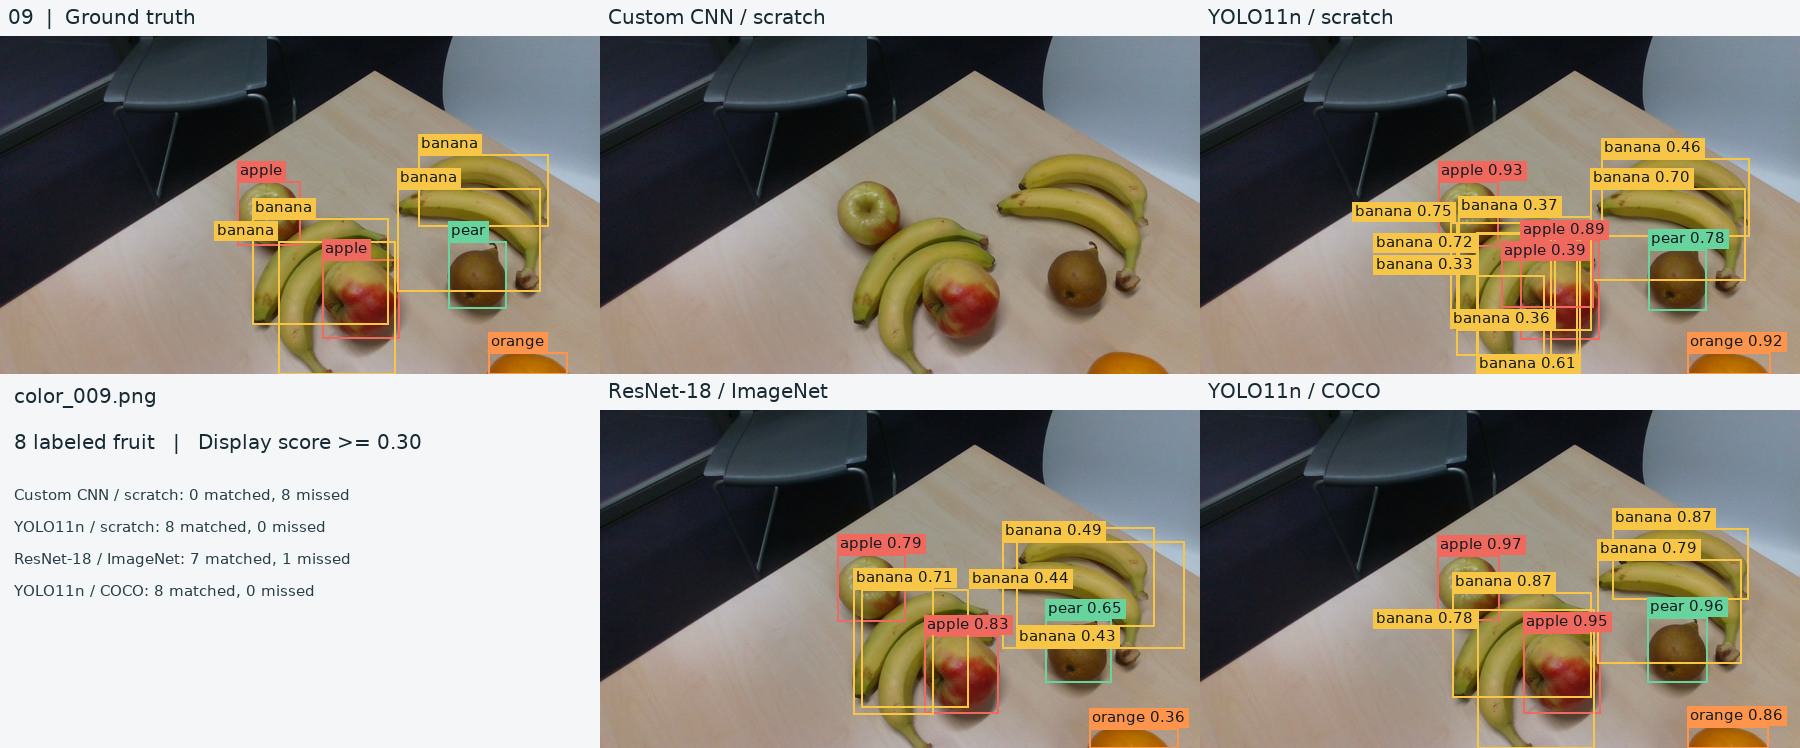 09 | Ground truth
banana
banana
apple
banana
banana
apple
pear
orange
Custom CNN / scratch
YOLO11n / scratch
banana 0.46
banana 0.70
apple 0.93
banana 0.37
banana 0.75
apple 0.89
banana 0.72
apple 0.39
pear 0.78
banana 0.33
banana 0.36
orange 0.92
banana 0.61
color_009.png
8 labeled fruit | Display score >= 0.30
Custom CNN / scratch: 0 matched, 8 missed
YOLO11n / scratch: 8 matched, 0 missed
ResNet-18 / ImageNet: 7 matched, 1 missed
YOLO11n / COCO: 8 matched, 0 missed
ResNet-18 / ImageNet
banana 0.49
apple 0.79
banana 0.71
banana 0.44
pear 0.65
apple 0.83
banana 0.43
orange 0.36
YOLO11n / COCO
banana 0.87
apple 0.97
banana 0.79
banana 0.87
pear 0.96
banana 0.78
apple 0.95
orange 0.86